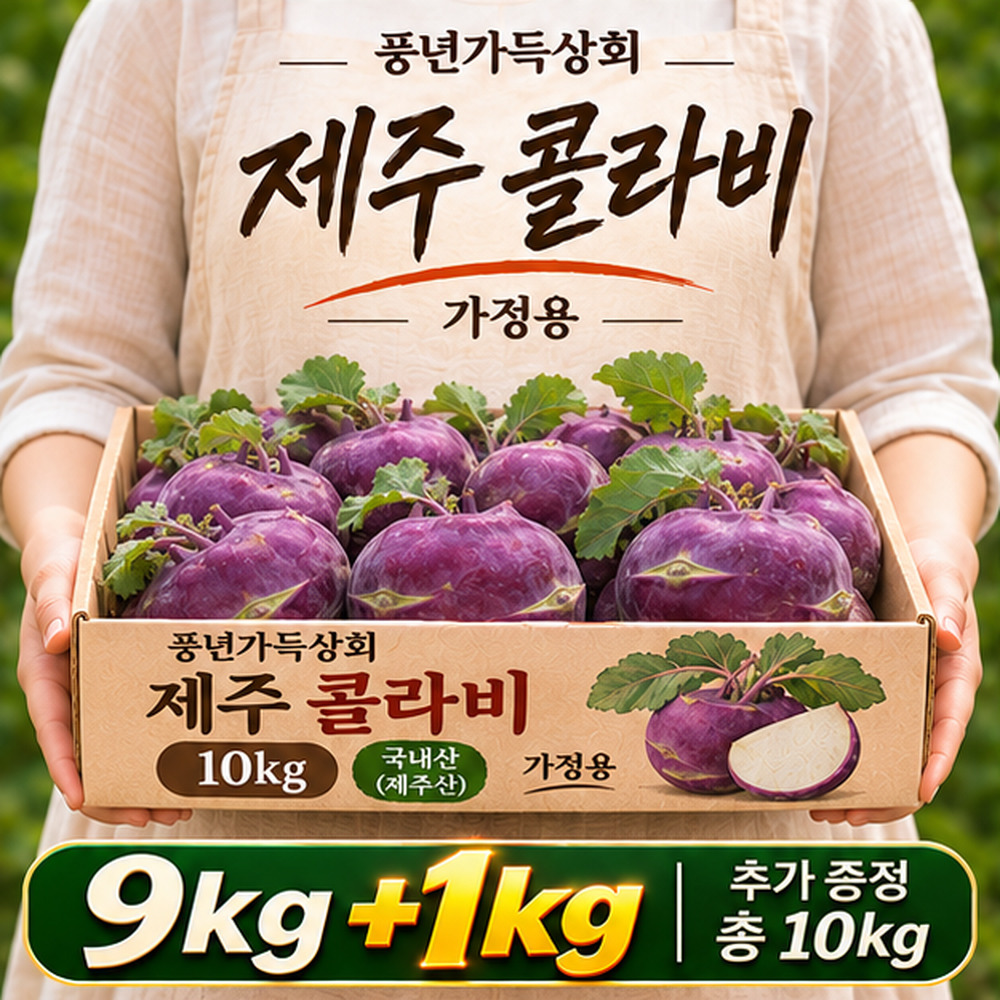 풍년가득상회
제주 콜라비
가정용
풍년가득상회
제주 콜라비
10kg
국내산
(제주산)
가정용
9kg+1kg
추가 증정
총 10kg